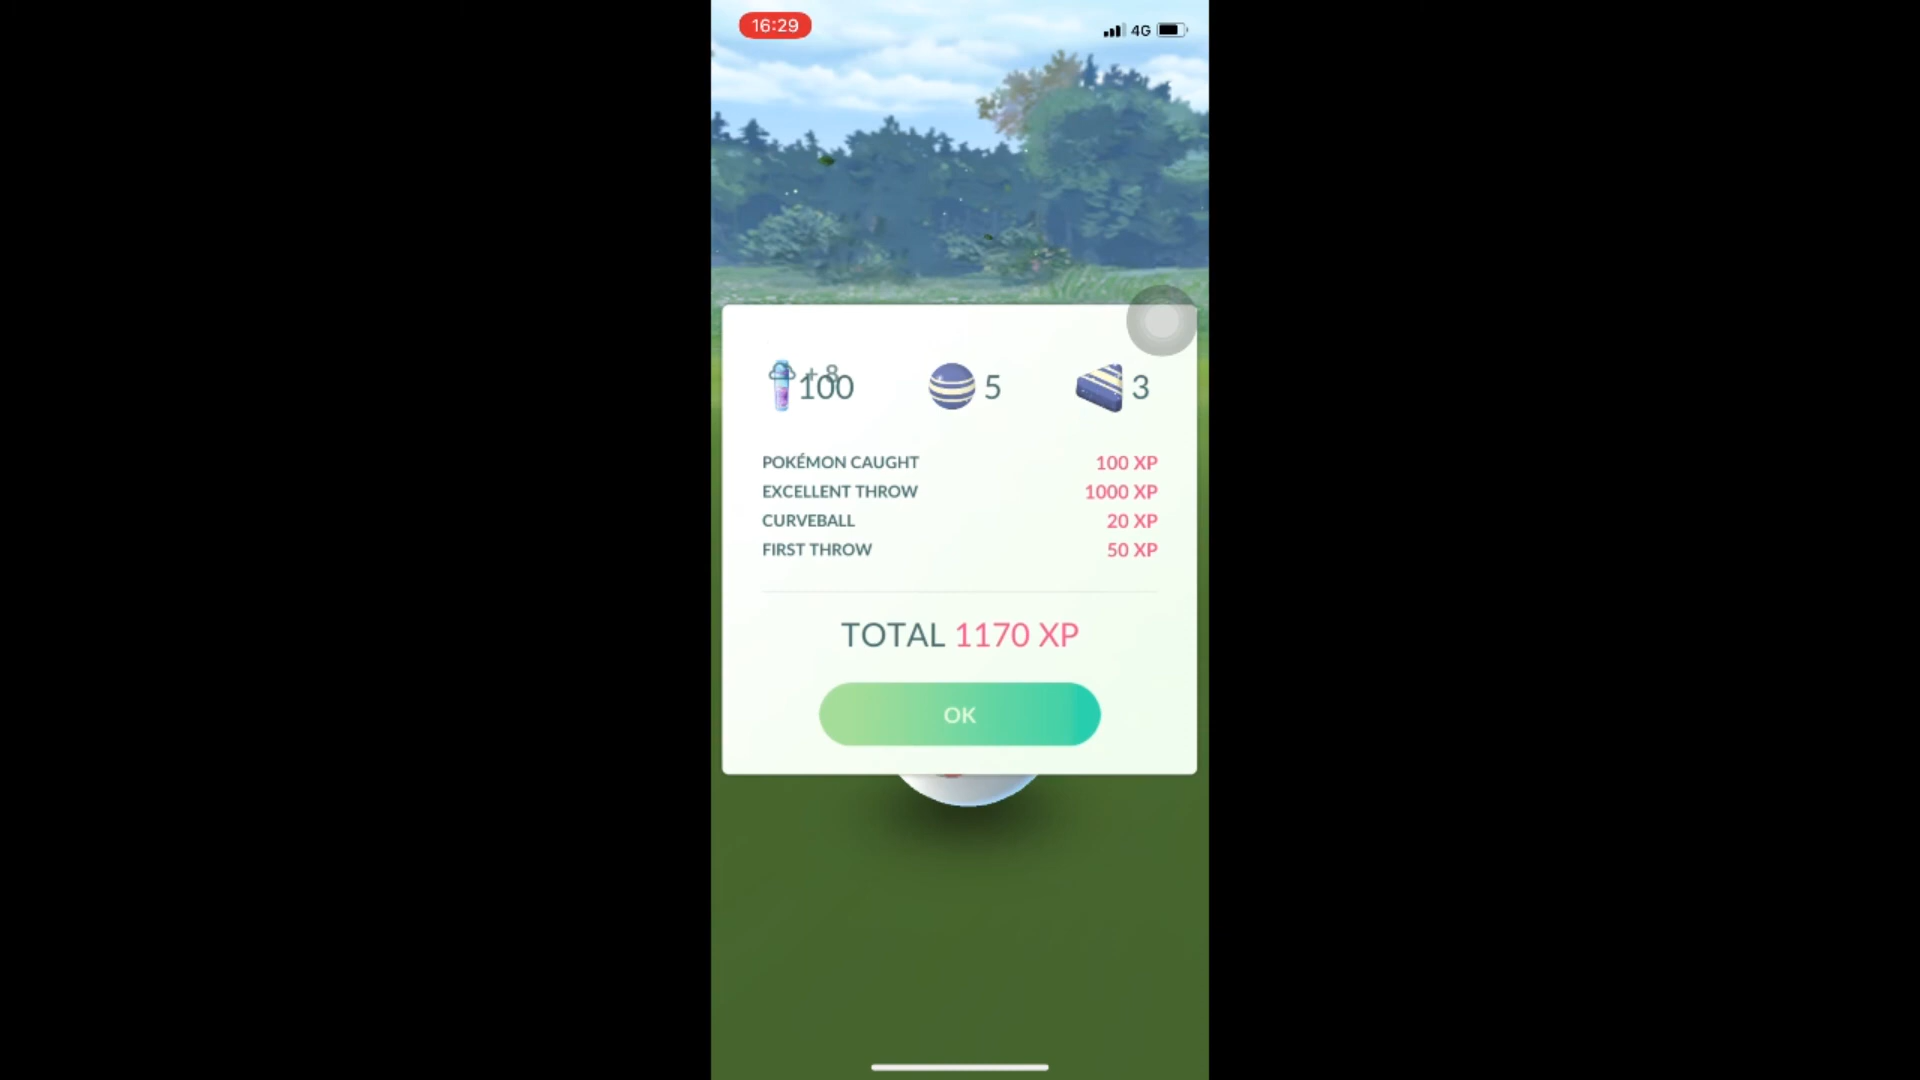 16:29
4G
+8
100
5
3
POKÉMON CAUGHT 100 XP
EXCELLENT THROW 1000 XP
CURVEBALL 20 XP
FIRST THROW 50 XP
TOTAL 1170 XP
OK